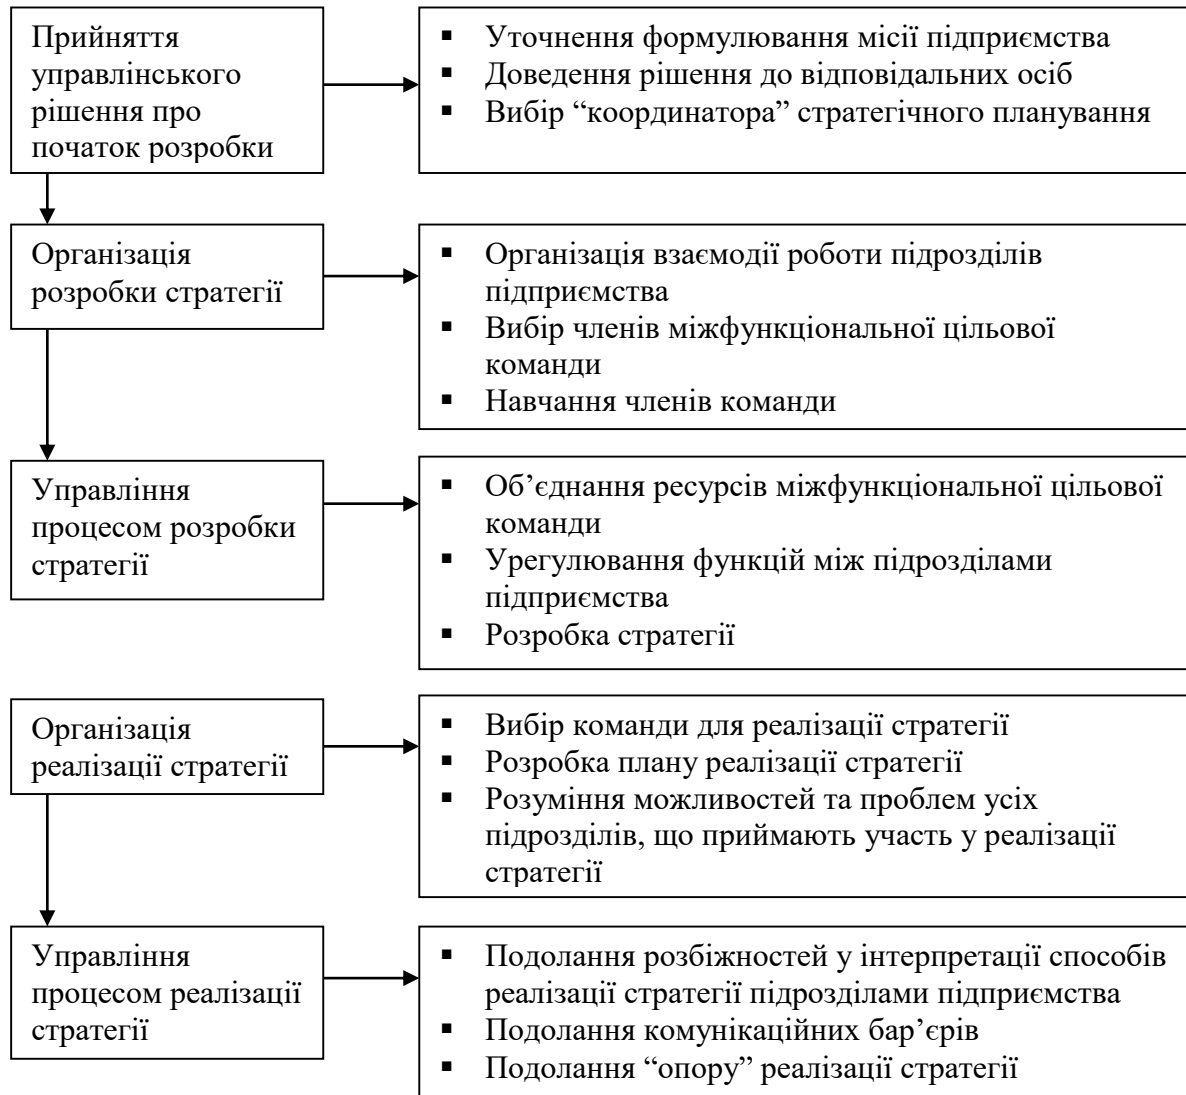 Прийняття
управлінського
рішення про
початок розробки
▪ Уточнення формулювання місії підприємства
▪ Доведення рішення до відповідальних осіб
▪ Вибір “координатора” стратегічного планування
Організація
розробки стратегії
▪ Організація взаємодії роботи підрозділів
підприємства
▪ Вибір членів міжфункціональної цільової
команди
▪ Навчання членів команди
Управління
процесом розробки
стратегії
▪ Об’єднання ресурсів міжфункціональної цільової
команди
▪ Урегулювання функцій між підрозділами
підприємства
▪ Розробка стратегії
Організація
реалізації стратегії
▪ Вибір команди для реалізації стратегії
▪ Розробка плану реалізації стратегії
▪ Розуміння можливостей та проблем усіх
підрозділів, що приймають участь у реалізації
стратегії
Управління
процесом реалізації
стратегії
▪ Подолання розбіжностей у інтерпретації способів
реалізації стратегії підрозділами підприємства
▪ Подолання комунікаційних бар’єрів
▪ Подолання “опору” реалізації стратегії